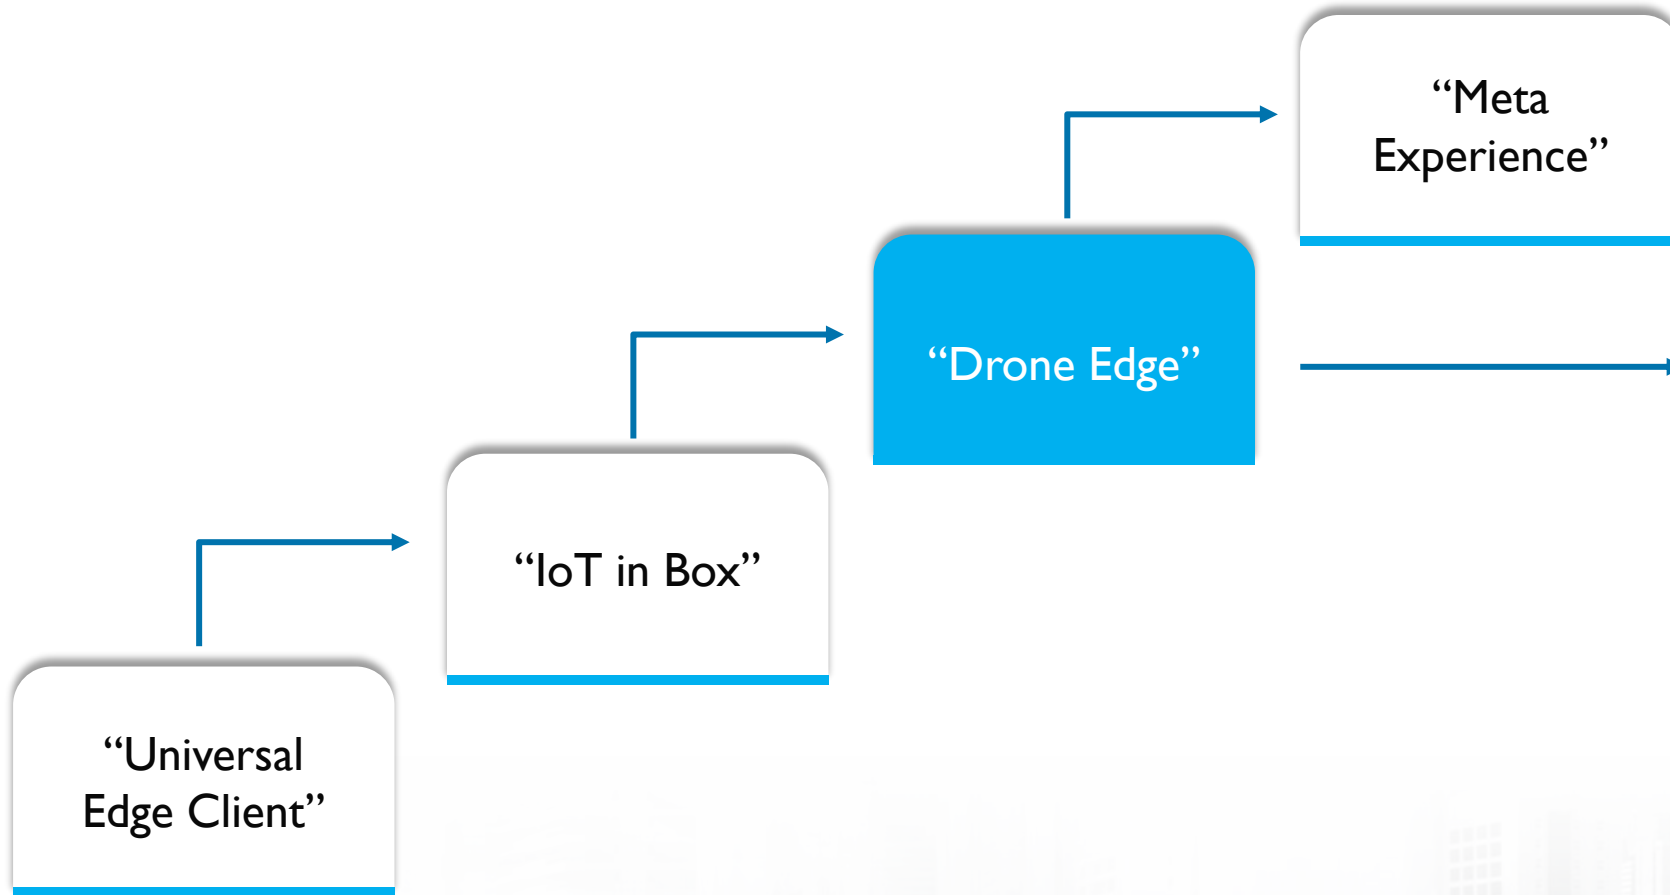 “Meta
Experience”
“Drone Edge”
“IoT in Box”
“Universal
Edge Client”